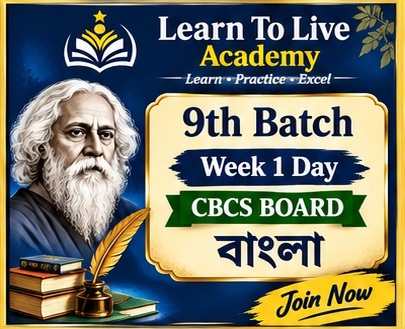 Learn To Live
Academy
Learn • Practice • Excel
9th Batch
Week 1 Day
CBCS BOARD
বাংলা
Join Now